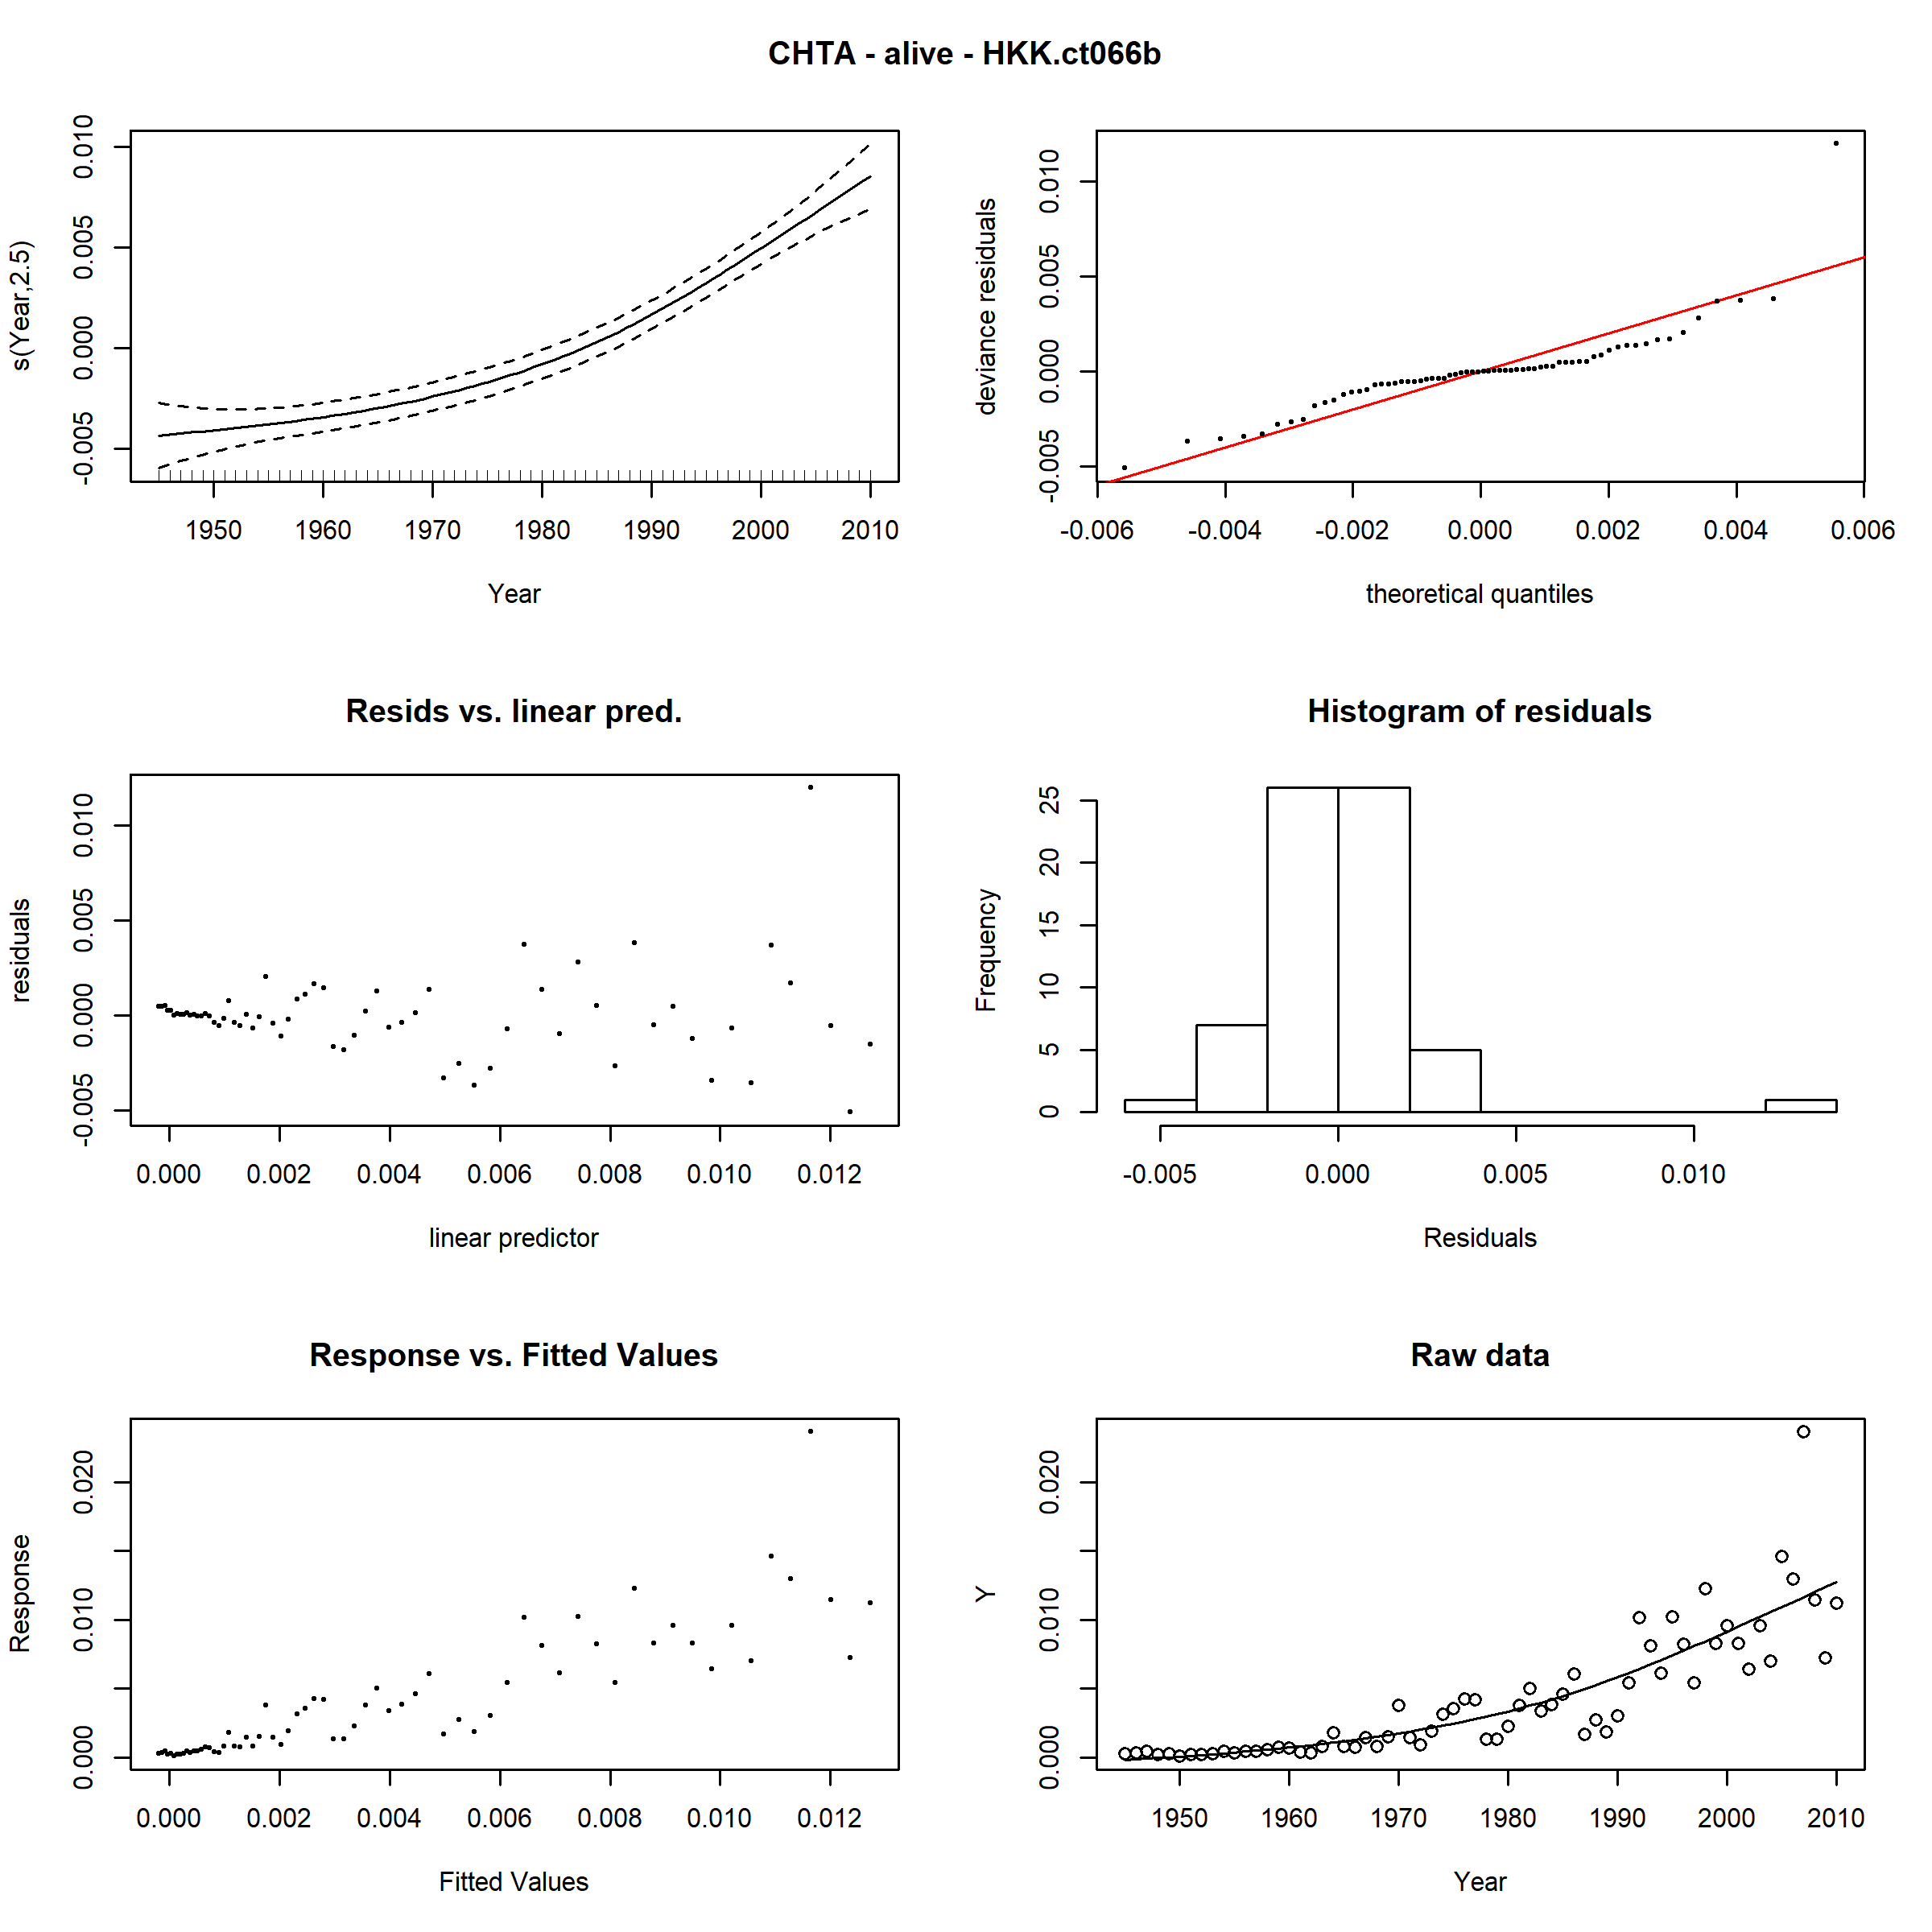 CHTA - alive - HKK.ct066b
s(Year,2.5)
-0.005 0.000 0.005 0.010
1950 1960 1970 1980 1990 2000 2010
Year
deviance residuals
-0.005 0.000 0.005 0.010
-0.006 -0.004 -0.002 0.000 0.002 0.004 0.006
theoretical quantiles
Resids vs. linear pred.
residuals
-0.005 0.000 0.005 0.010
0.000 0.002 0.004 0.006 0.008 0.010 0.012
linear predictor
Histogram of residuals
Frequency
0 5 10 15 20 25
-0.005 0.000 0.005 0.010
Residuals
Response vs. Fitted Values
Response
0.000 0.010 0.020
0.000 0.002 0.004 0.006 0.008 0.010 0.012
Fitted Values
Raw data
Y
0.000 0.010 0.020
1950 1960 1970 1980 1990 2000 2010
Year